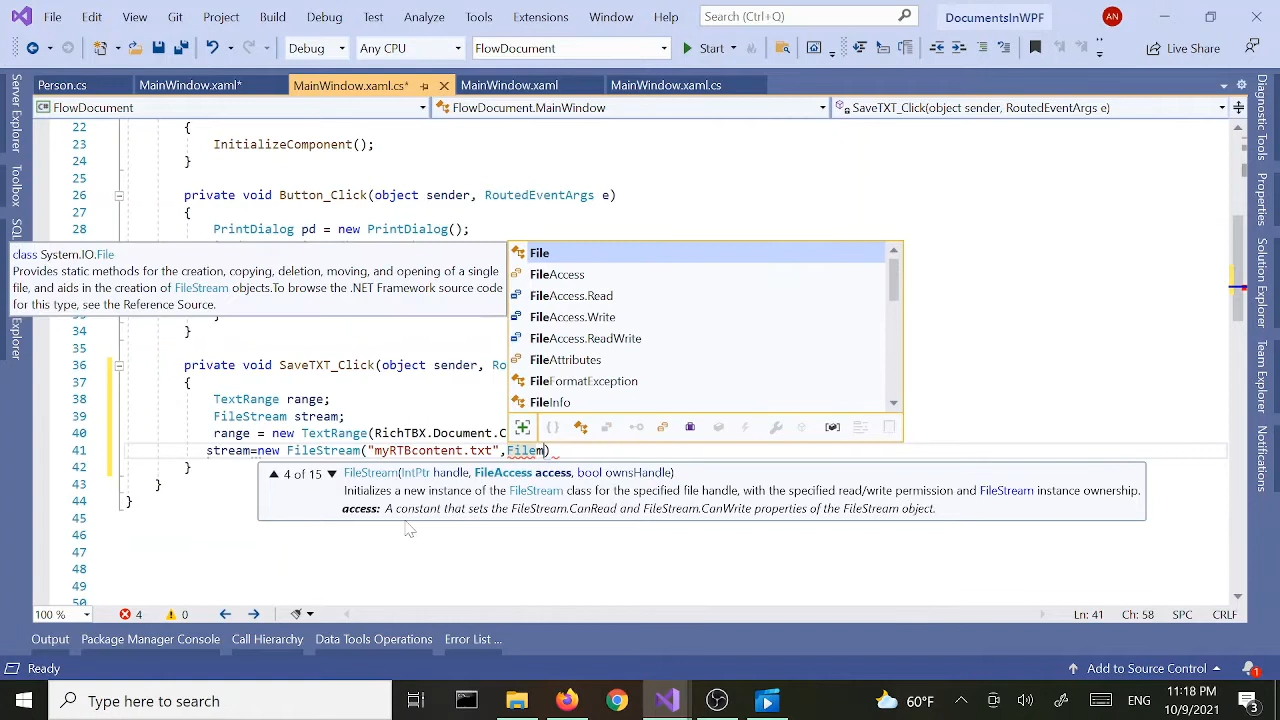 File Edit View Git Project Build Debug Test Analyze Tools Extensions Window Help Search (Ctrl+Q) DocumentsInWPF AN
Debug Any CPU FlowDocument Start Live Share
Person.cs MainWindow.xaml* MainWindow.xaml.cs* MainWindow.xaml MainWindow.xaml.cs
FlowDocument FlowDocument.MainWindow SaveTXT_Click(object sender, RoutedEventArgs e)
22 {
23 InitializeComponent();
24 }
25
26 private void Button_Click(object sender, RoutedEventArgs e)
27 {
28 PrintDialog pd = new PrintDialog();
class System.IO.File
Provides static methods for the creation, copying, deletion, moving, and opening of a single
file, and aids in the creation of FileStream objects.To browse the .NET Framework source code
for this type, see the Reference Source.
File
FileAccess
FileAccess.Read
FileAccess.Write
FileAccess.ReadWrite
FileAttributes
FileFormatException
FileInfo
34 }
35
36 private void SaveTXT_Click(object sender, Ro
37 {
38 TextRange range;
39 FileStream stream;
40 range = new TextRange(RichTBX.Document.C
41 stream=new FileStream("myRTBcontent.txt",Filem)
42 }
43 }
44 }
45
46
47
48
49
50
4 of 15 FileStream(IntPtr handle, FileAccess access, bool ownsHandle)
Initializes a new instance of the FileStream class for the specified file handle, with the specified read/write permission and FileStream instance ownership.
access: A constant that sets the FileStream.CanRead and FileStream.CanWrite properties of the FileStream object.
Server Explorer
Toolbox
Diagnostic Tools
Properties
Solution Explorer
Team Explorer
Notifications
100 % 4 0 Ln: 41 Ch: 58 SPC CRLF
Output Package Manager Console Call Hierarchy Data Tools Operations Error List ...
Ready Add to Source Control 1
Type here to search 60°F ENG 1:18 PM
10/9/2021 3